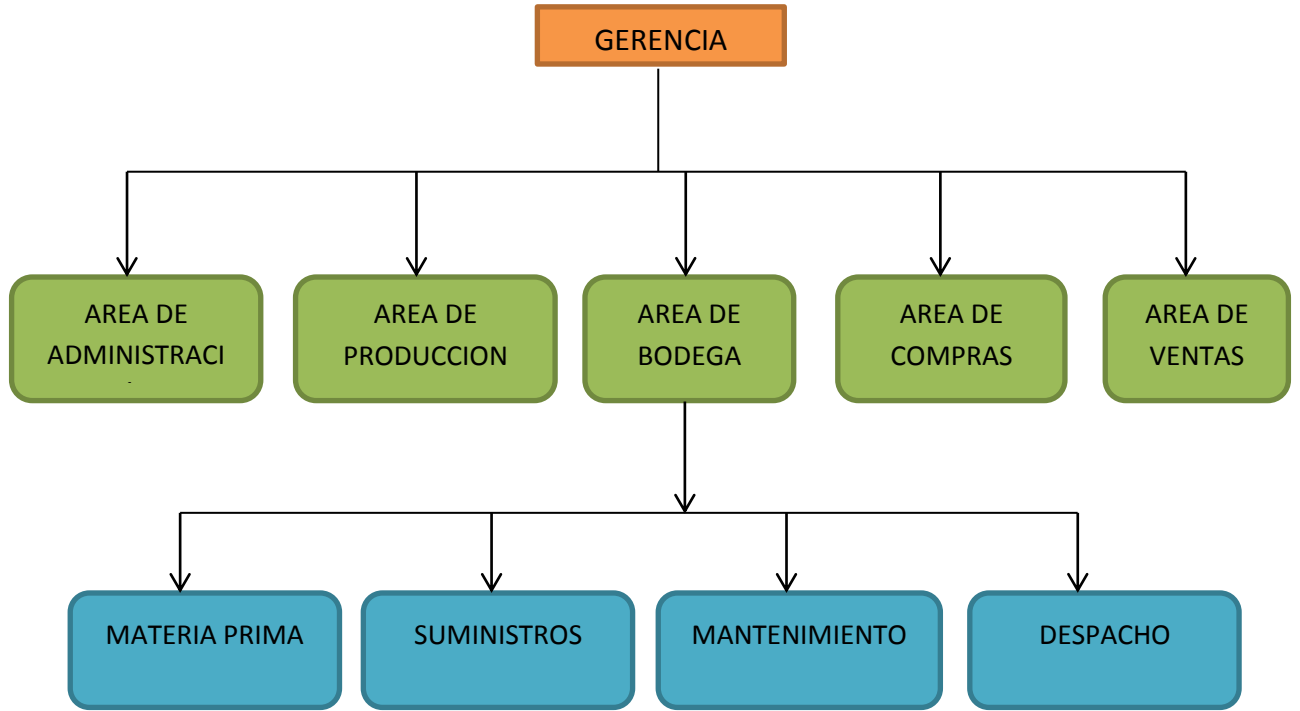 GERENCIA
AREA DE
ADMINISTRACI
AREA DE
PRODUCCION
AREA DE
BODEGA
AREA DE
COMPRAS
AREA DE
VENTAS
MATERIA PRIMA
SUMINISTROS
MANTENIMIENTO
DESPACHO